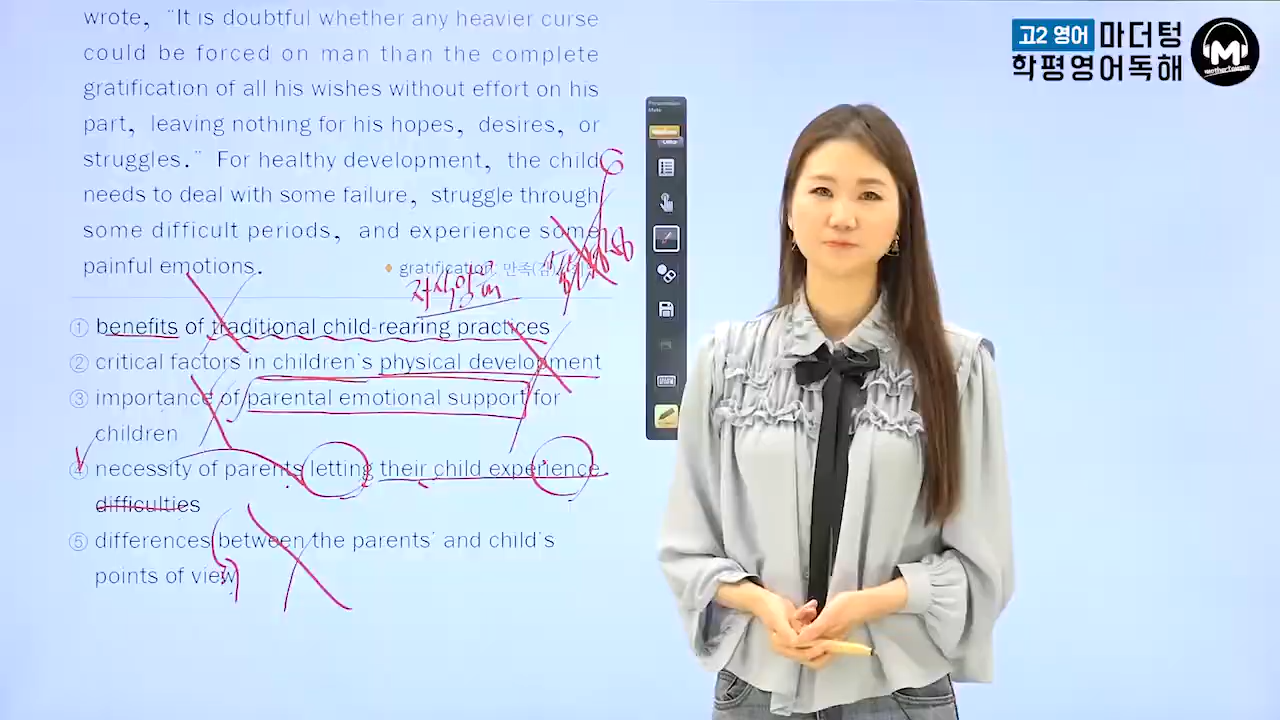 wrote, “It is doubtful whether any heavier curse
could be forced on man than the complete
gratification of all his wishes without effort on his
part, leaving nothing for his hopes, desires, or
struggles.” For healthy development, the child
needs to deal with some failure, struggle through
some difficult periods, and experience some
painful emotions.
gratification: 만족(감)
① benefits of traditional child-rearing practices
② critical factors in children's physical development
③ importance of parental emotional support for
children
④ necessity of parents letting their child experience
difficulties
⑤ differences between the parents' and child's
points of view
고2 영어 마더텅
학평영어독해
M
mothertongue